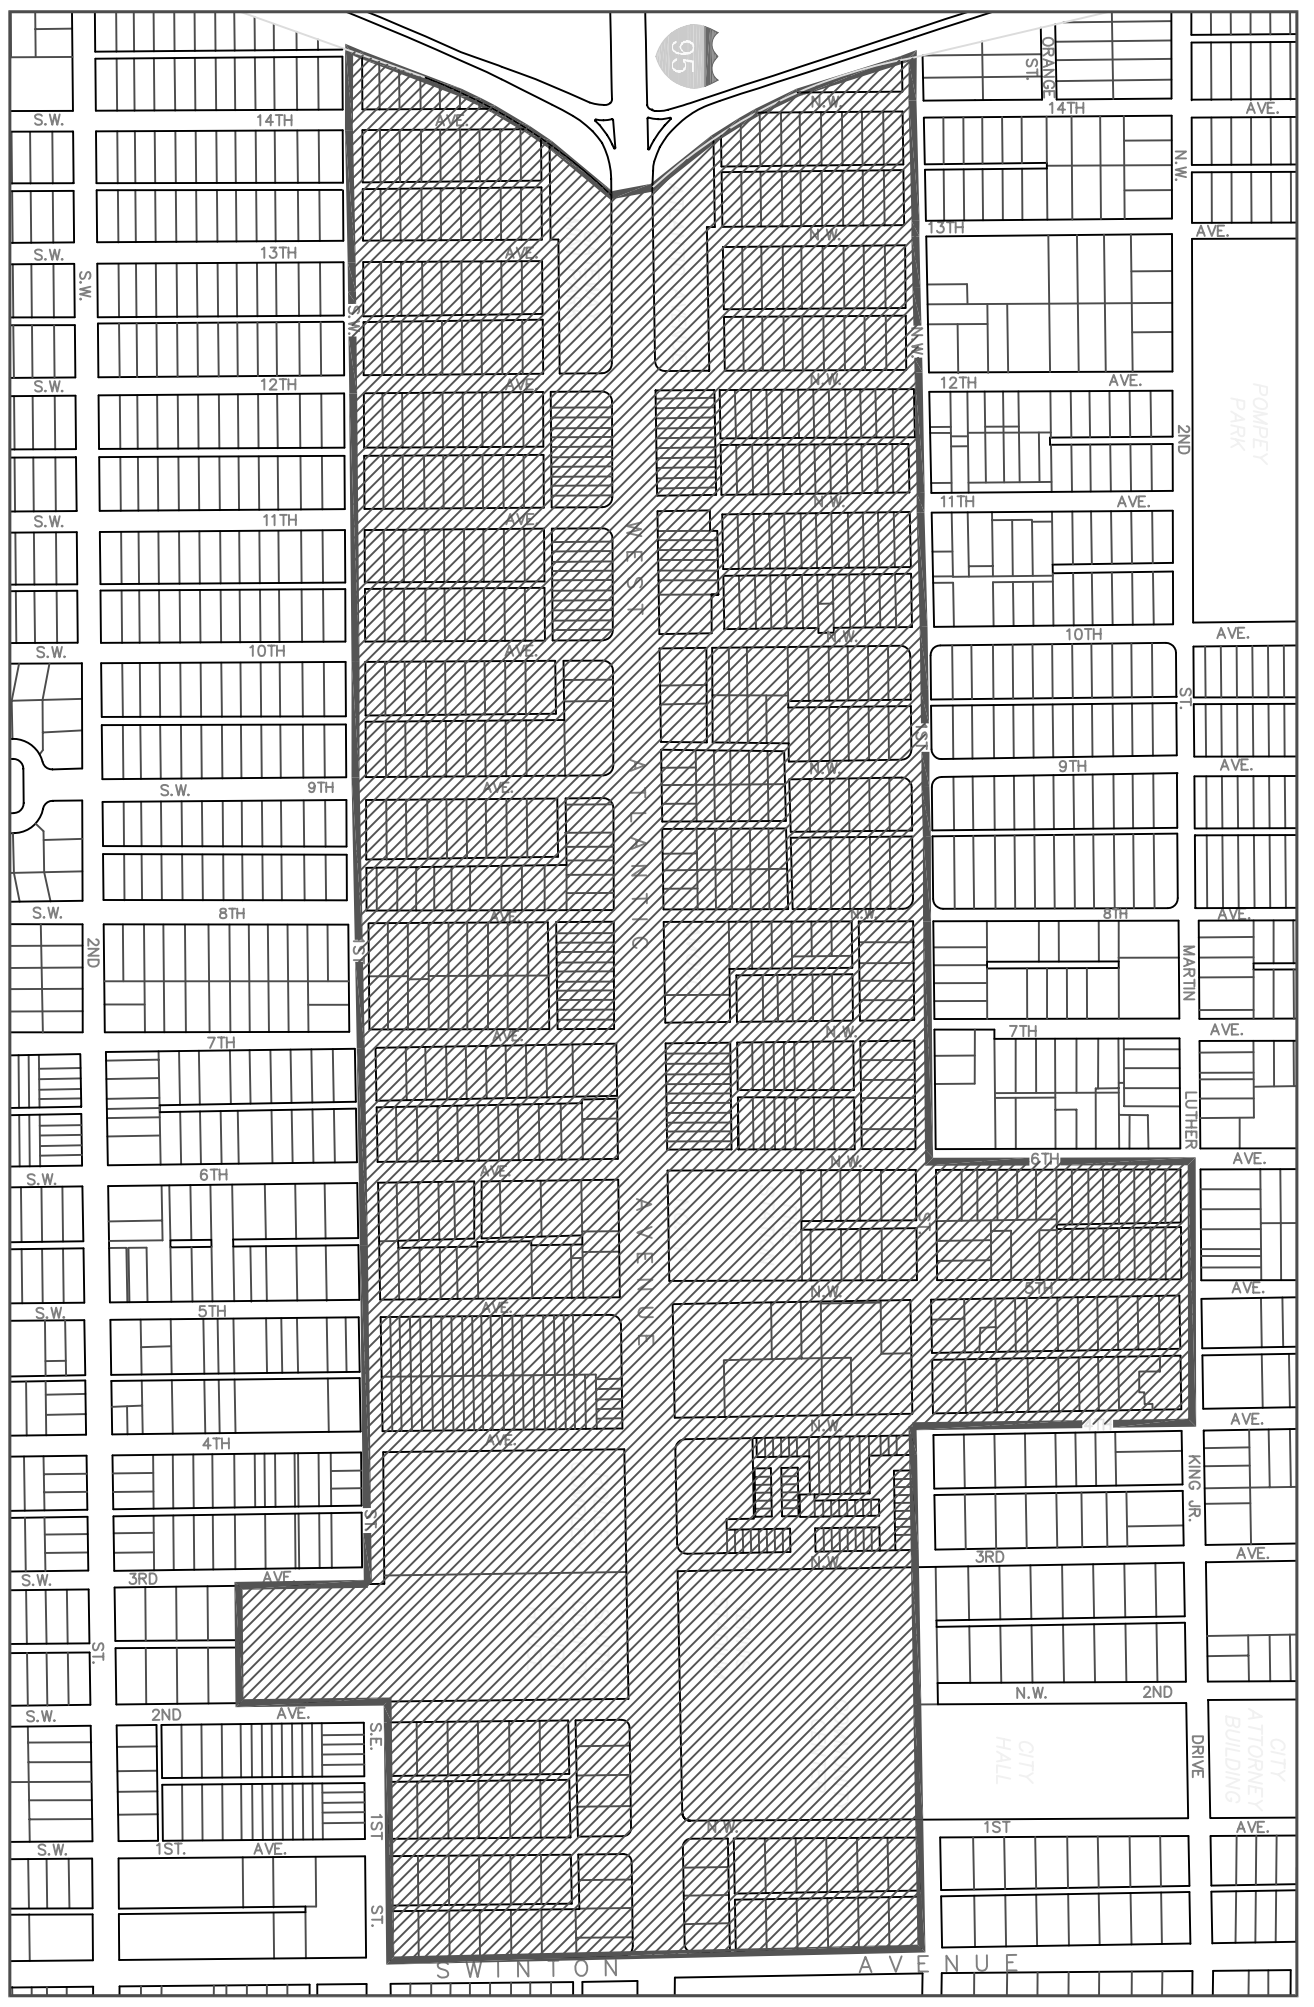 95
ORANGE
ST.
N.W.
S.W. 14TH AVE. 14TH AVE.
N.W.
S.W. 13TH AVE. N.W. 13TH AVE.
S.W.
S.W.
N.W.
S.W. 12TH AVE. N.W. 12TH AVE.
POMPEY
PARK
2ND
S.W. 11TH AVE. N.W. 11TH AVE.
S.W. 10TH AVE. N.W. 10TH AVE.
ST.
1ST
S.W. 9TH AVE. N.W. 9TH AVE.
WEST ATLANTIC AVENUE
S.W. 8TH AVE. N.W. 8TH AVE.
2ND
1ST
MARTIN
7TH AVE. N.W. 7TH AVE.
LUTHER
S.W. 6TH AVE. N.W. 6TH AVE.
ST.
S.W. 5TH AVE. N.W. 5TH AVE.
4TH AVE. N.W. AVE.
KING JR.
ST.
S.W. 3RD AVE. N.W. 3RD AVE.
ST.
S.W. 2ND AVE. N.W. 2ND
S.E.
CITY
HALL
DRIVE
CITY
ATTORNEY
BUILDING
1ST
S.W. 1ST. AVE. N.W. 1ST AVE.
ST.
SWINTON AVENUE